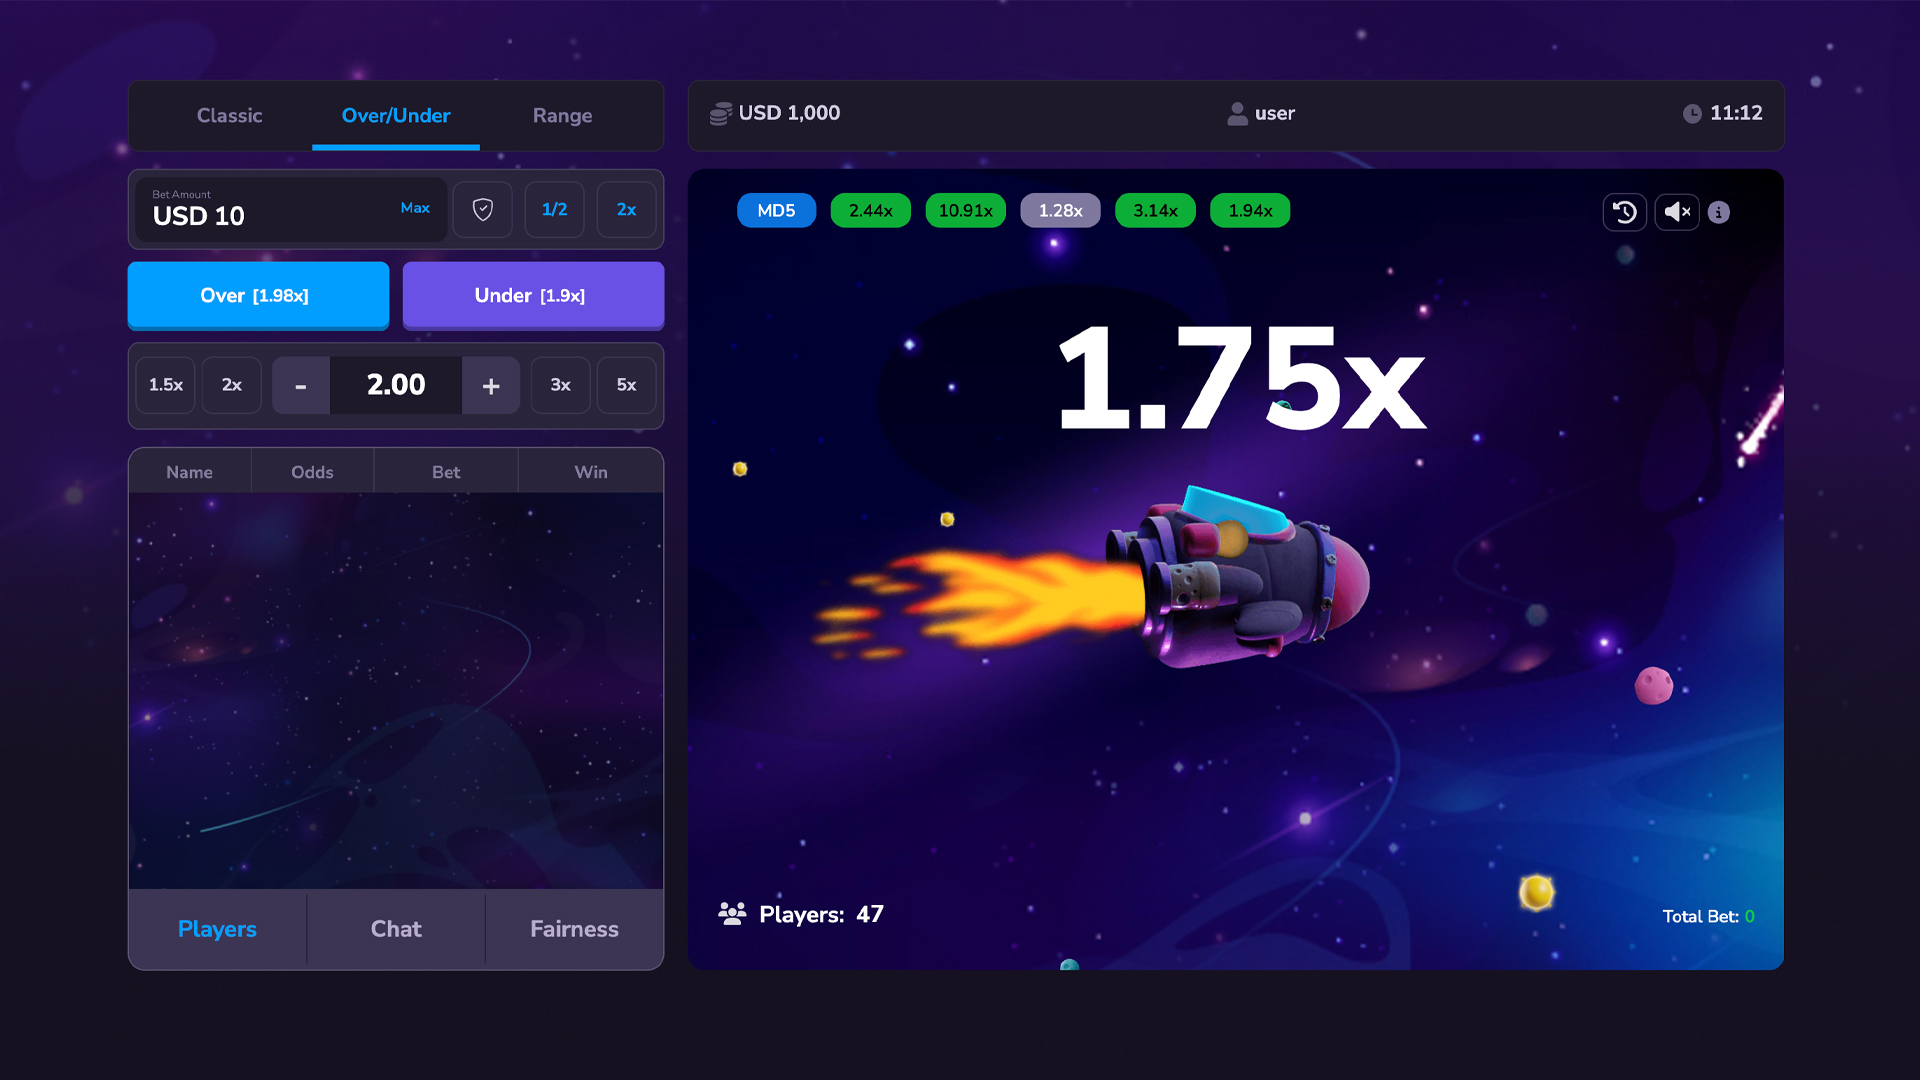 Classic Over/Under Range
USD 1,000 user 11:12
Bet Amount
USD 10 Max 1/2 2x
Over [1.98x] Under [1.9x]
1.5x 2x - 2.00 + 3x 5x
Name Odds Bet Win
Players Chat Fairness
MD5 2.44x 10.91x 1.28x 3.14x 1.94x
1.75x
Players: 47
Total Bet: 0